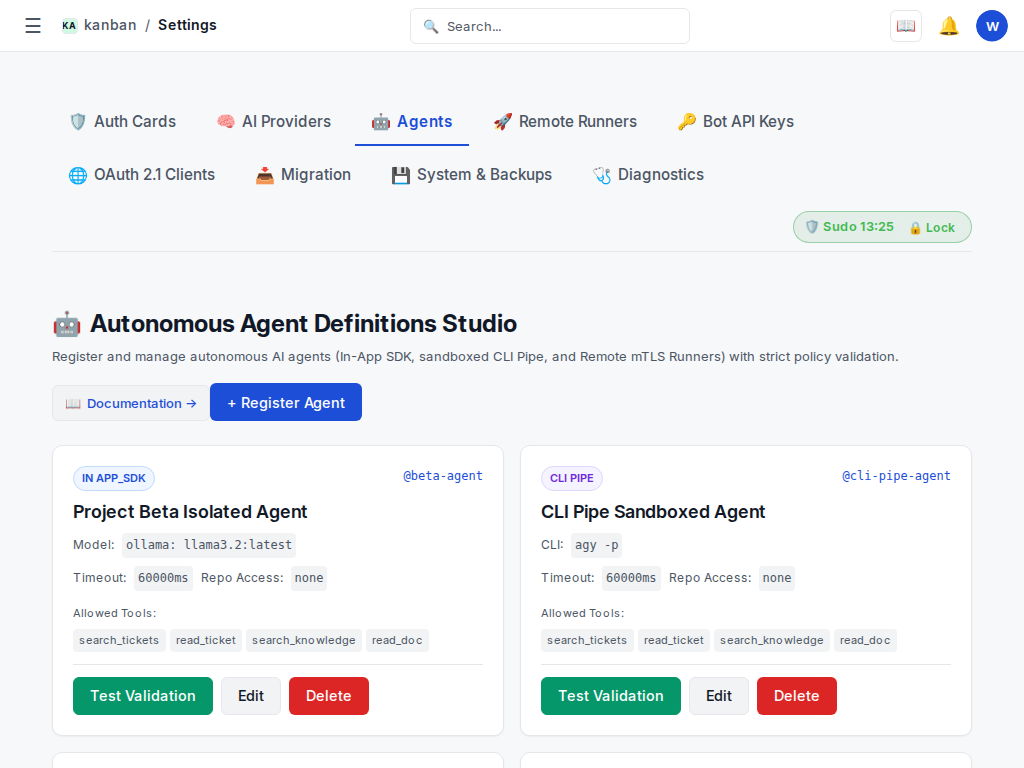 KA kanban / Settings
Search...
W
Auth Cards
AI Providers
Agents
Remote Runners
Bot API Keys
OAuth 2.1 Clients
Migration
System & Backups
Diagnostics
Sudo 13:25 Lock
Autonomous Agent Definitions Studio
Register and manage autonomous AI agents (In-App SDK, sandboxed CLI Pipe, and Remote mTLS Runners) with strict policy validation.
Documentation →
+ Register Agent
IN APP_SDK @beta-agent
Project Beta Isolated Agent
Model: ollama: llama3.2:latest
Timeout: 60000ms Repo Access: none
Allowed Tools:
search_tickets read_ticket search_knowledge read_doc
Test Validation Edit Delete
CLI PIPE @cli-pipe-agent
CLI Pipe Sandboxed Agent
CLI: agy -p
Timeout: 60000ms Repo Access: none
Allowed Tools:
search_tickets read_ticket search_knowledge read_doc
Test Validation Edit Delete